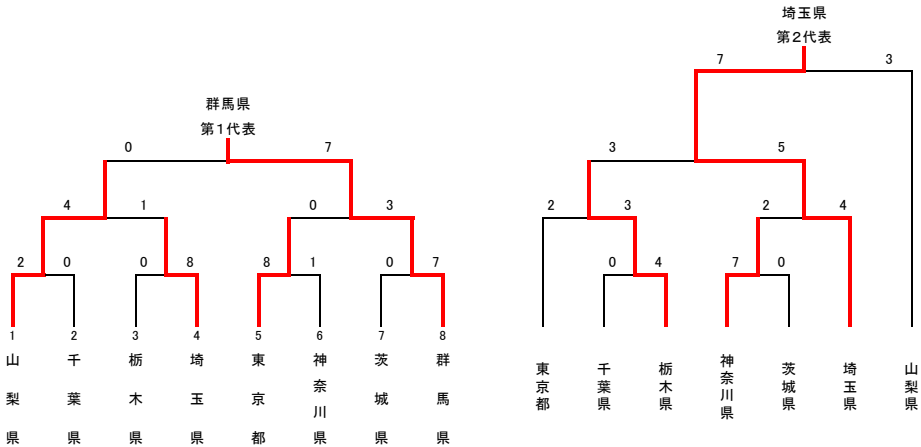 埼玉県
第2代表
7 3
群馬県
第1代表
0 7
3 5
4 1 0 3
2 3 2 4
2 0 0 8 8 1 0 7
0 4 7 0
1 2 3 4 5 6 7 8
山梨県
千葉県
栃木県
埼玉県
東京都
神奈川県
茨城県
群馬県
東京都
千葉県
栃木県
神奈川県
茨城県
埼玉県
山梨県